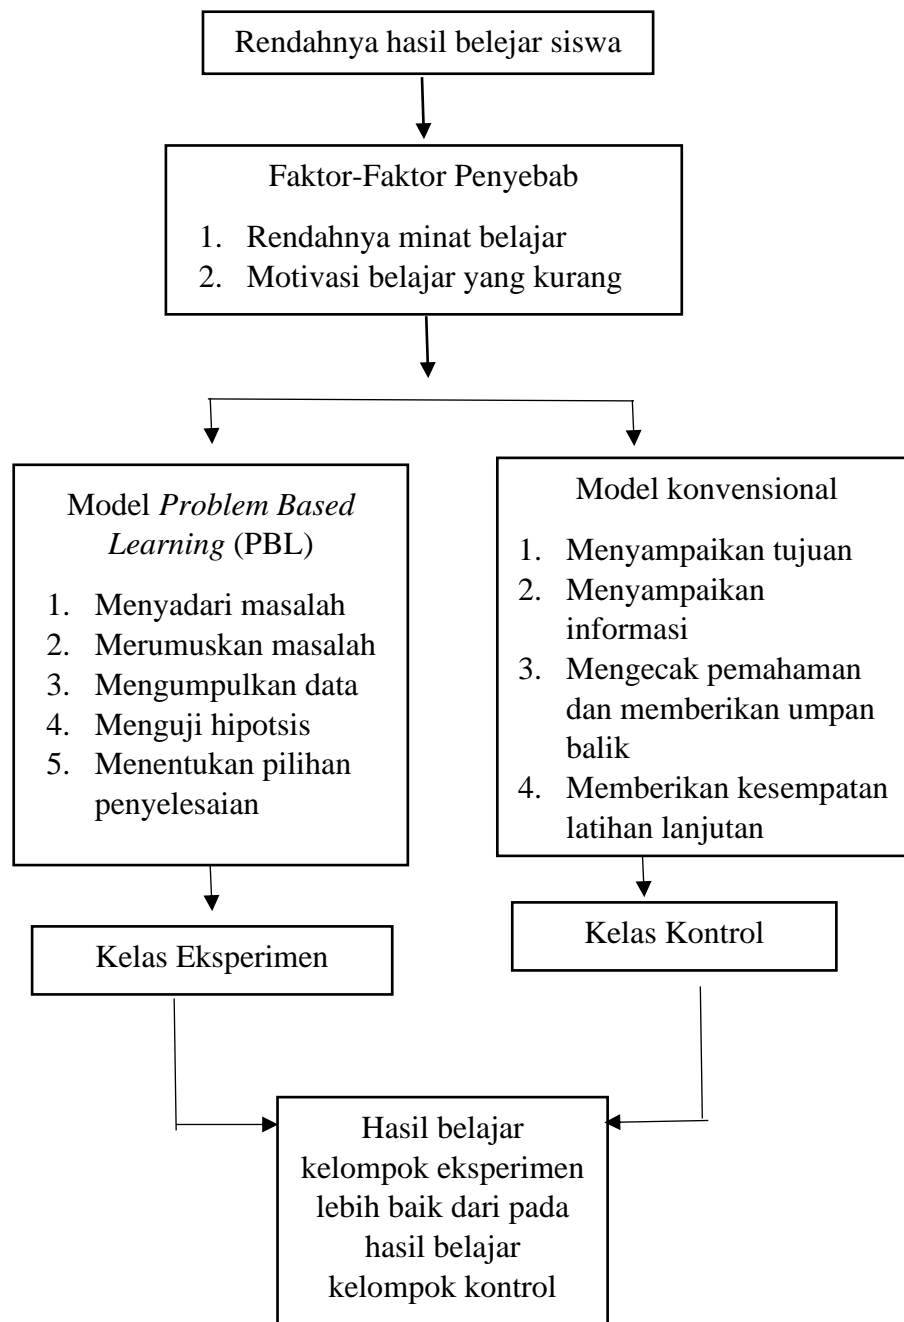 Rendahnya hasil belejar siswa
Faktor-Faktor Penyebab
1. Rendahnya minat belajar
2. Motivasi belajar yang kurang
Model Problem Based
Learning (PBL)
1. Menyadari masalah
2. Merumuskan masalah
3. Mengumpulkan data
4. Menguji hipotsis
5. Menentukan pilihan
penyelesaian
Model konvensional
1. Menyampaikan tujuan
2. Menyampaikan
informasi
3. Mengecak pemahaman
dan memberikan umpan
balik
4. Memberikan kesempatan
latihan lanjutan
Kelas Eksperimen
Kelas Kontrol
Hasil belajar
kelompok eksperimen
lebih baik dari pada
hasil belajar
kelompok kontrol